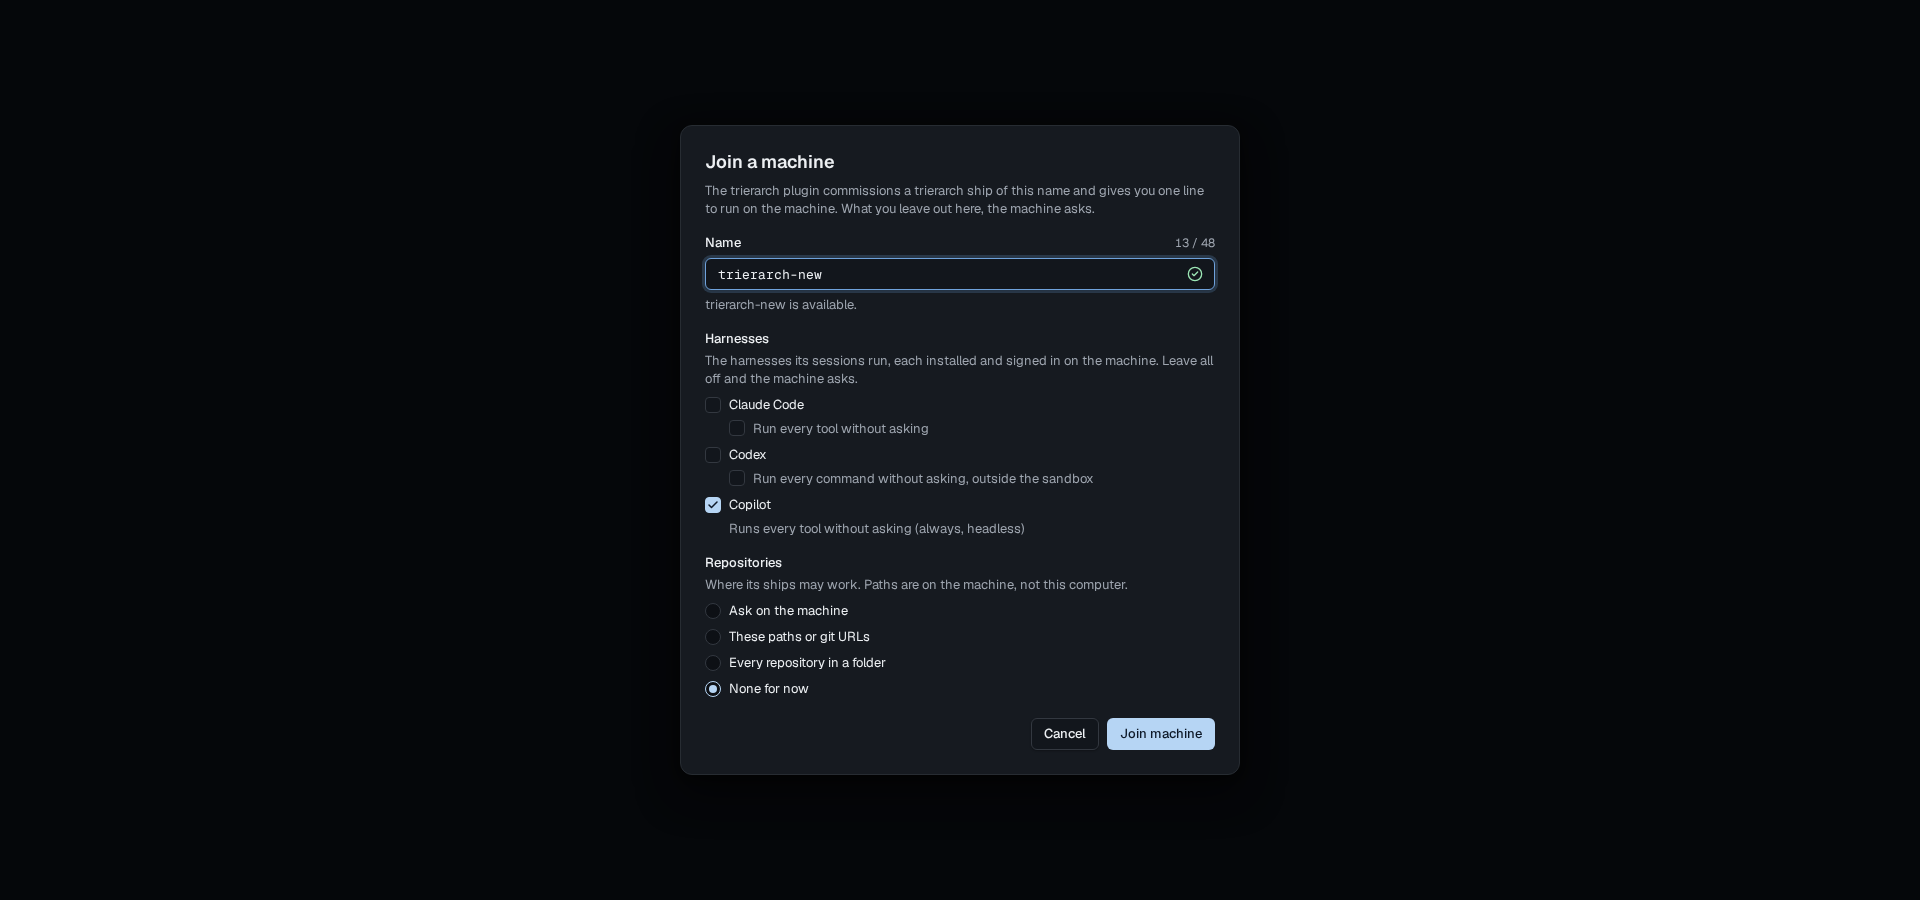 Join a machine
The trierarch plugin commissions a trierarch ship of this name and gives you one line
to run on the machine. What you leave out here, the machine asks.
Name
13 / 48
trierarch-new
trierarch-new is available.
Harnesses
The harnesses its sessions run, each installed and signed in on the machine. Leave all
off and the machine asks.
Claude Code
Run every tool without asking
Codex
Run every command without asking, outside the sandbox
Copilot
Runs every tool without asking (always, headless)
Repositories
Where its ships may work. Paths are on the machine, not this computer.
Ask on the machine
These paths or git URLs
Every repository in a folder
None for now
Cancel
Join machine